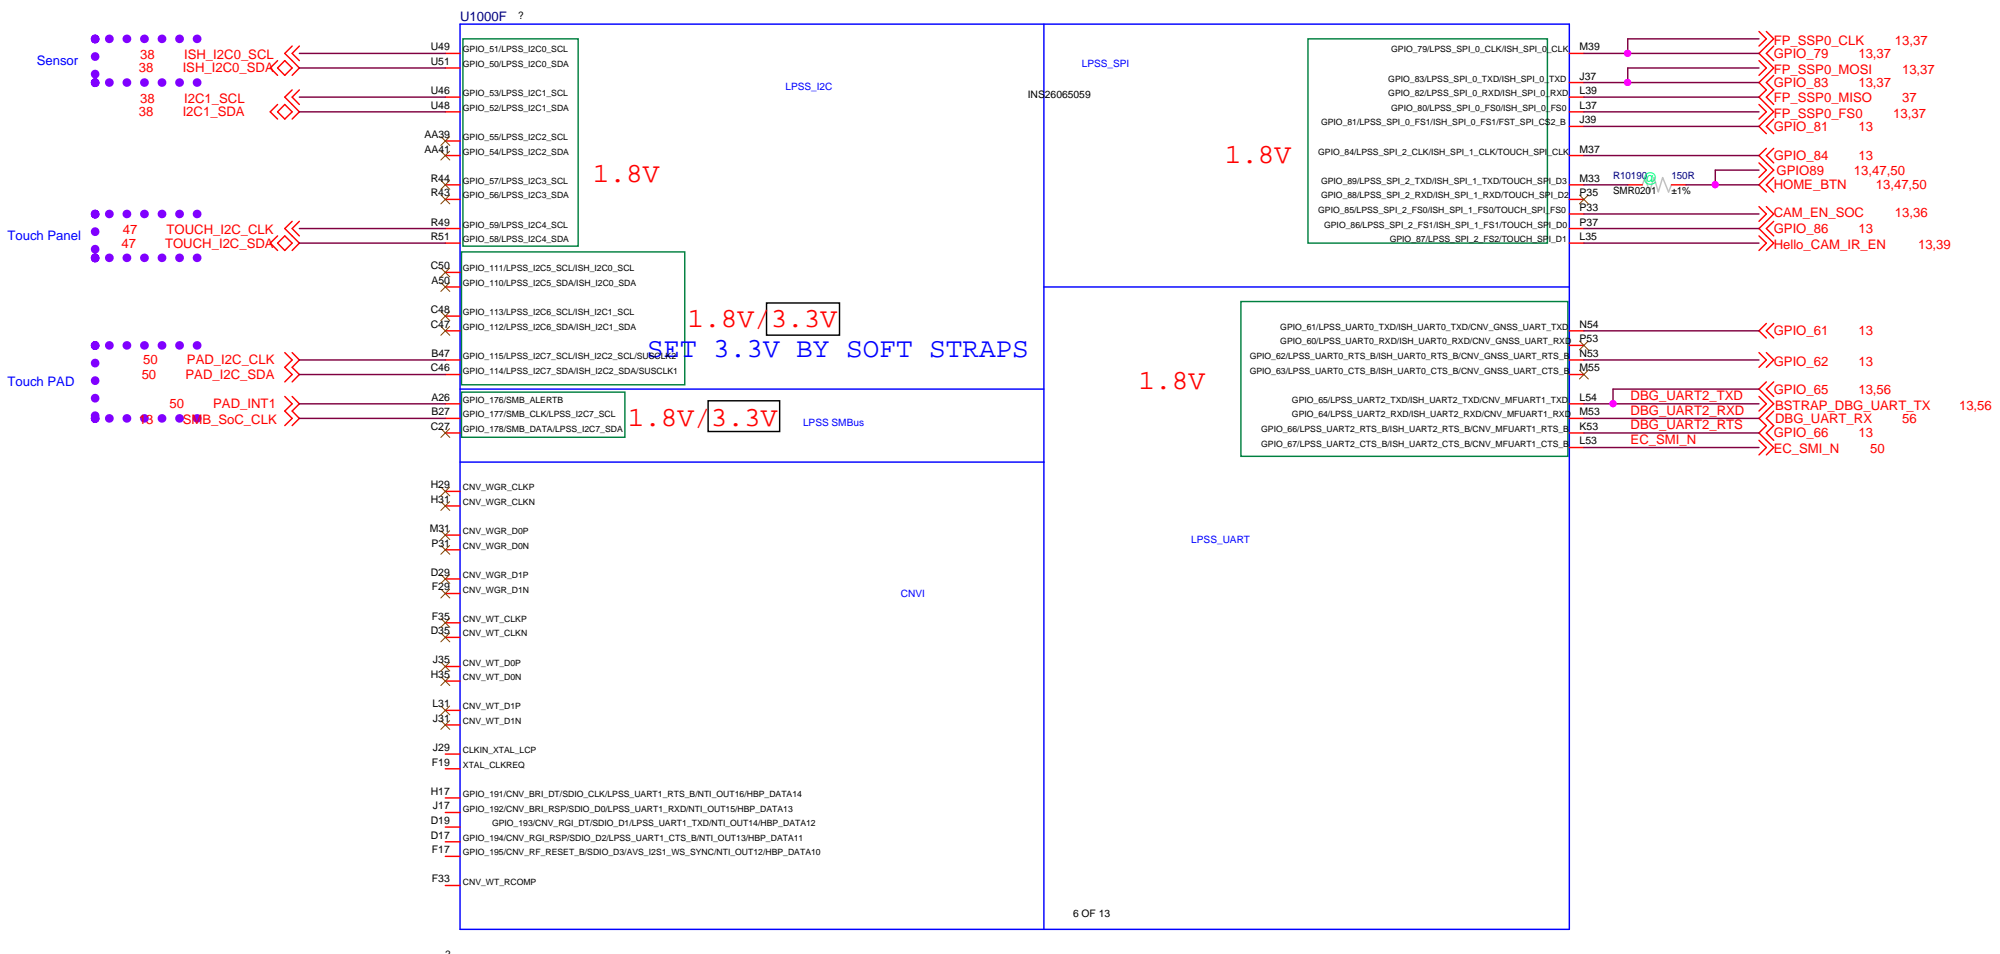 U1000F ?
Sensor
38 ISH_I2C0_SCL U49 GPIO_51/LPSS_I2C0_SCL
38 ISH_I2C0_SDA U51 GPIO_50/LPSS_I2C0_SDA
38 I2C1_SCL U46 GPIO_53/LPSS_I2C1_SCL
38 I2C1_SDA U48 GPIO_52/LPSS_I2C1_SDA
AA39 GPIO_55/LPSS_I2C2_SCL
AA41 GPIO_54/LPSS_I2C2_SDA
R44 GPIO_57/LPSS_I2C3_SCL
R43 GPIO_56/LPSS_I2C3_SDA
Touch Panel
47 TOUCH_I2C_CLK R49 GPIO_59/LPSS_I2C4_SCL
47 TOUCH_I2C_SDA R51 GPIO_58/LPSS_I2C4_SDA
LPSS_I2C
1.8V
C50 GPIO_111/LPSS_I2C5_SCL/ISH_I2C0_SCL
A50 GPIO_110/LPSS_I2C5_SDA/ISH_I2C0_SDA
C48 GPIO_113/LPSS_I2C6_SCL/ISH_I2C1_SCL
C47 GPIO_112/LPSS_I2C6_SDA/ISH_I2C1_SDA
Touch PAD
50 PAD_I2C_CLK B47 GPIO_115/LPSS_I2C7_SCL/ISH_I2C2_SCL/SUSCLK2
50 PAD_I2C_SDA C46 GPIO_114/LPSS_I2C7_SDA/ISH_I2C2_SDA/SUSCLK1
1.8V/3.3V
SET 3.3V BY SOFT STRAPS
50 PAD_INT1 A26 GPIO_176/SMB_ALERTB
SMB_SoC_CLK B27 GPIO_177/SMB_CLK/LPSS_I2C7_SCL
C27 GPIO_178/SMB_DATA/LPSS_I2C7_SDA
1.8V/3.3V
LPSS SMBus
H29 CNV_WGR_CLKP
H31 CNV_WGR_CLKN
M31 CNV_WGR_D0P
P31 CNV_WGR_D0N
D29 CNV_WGR_D1P
F29 CNV_WGR_D1N
F35 CNV_WT_CLKP
D35 CNV_WT_CLKN
J35 CNV_WT_D0P
H35 CNV_WT_D0N
L31 CNV_WT_D1P
J31 CNV_WT_D1N
J29 CLKIN_XTAL_LCP
F19 XTAL_CLKREQ
H17 GPIO_191/CNV_BRI_DT/SDIO_CLK/LPSS_UART1_RTS_B/NTI_OUT16/HBP_DATA14
J17 GPIO_192/CNV_BRI_RSP/SDIO_D0/LPSS_UART1_RXD/NTI_OUT15/HBP_DATA13
D19 GPIO_193/CNV_RGI_DT/SDIO_D1/LPSS_UART1_TXD/NTI_OUT14/HBP_DATA12
D17 GPIO_194/CNV_RGI_RSP/SDIO_D2/LPSS_UART1_CTS_B/NTI_OUT13/HBP_DATA11
F17 GPIO_195/CNV_RF_RESET_B/SDIO_D3/AVS_I2S1_WS_SYNC/NTI_OUT12/HBP_DATA10
F33 CNV_WT_RCOMP
CNVI
LPSS_SPI
INS26065059
1.8V
FP_SSP0_CLK 13,37
GPIO_79/LPSS_SPI_0_CLK/ISH_SPI_0_CLK M39 GPIO_79 13,37
FP_SSP0_MOSI 13,37
GPIO_83/LPSS_SPI_0_TXD/ISH_SPI_0_TXD J37 GPIO_83 13,37
GPIO_82/LPSS_SPI_0_RXD/ISH_SPI_0_RXD L39 FP_SSP0_MISO 37
GPIO_80/LPSS_SPI_0_FS0/ISH_SPI_0_FS0 L37 FP_SSP0_FS0 13,37
GPIO_81/LPSS_SPI_0_FS1/ISH_SPI_0_FS1/FST_SPI_CS2_B J39 GPIO_81 13
GPIO_84/LPSS_SPI_2_CLK/ISH_SPI_1_CLK/TOUCH_SPI_CLK M37 GPIO_84 13
GPIO89 13,47,50
GPIO_89/LPSS_SPI_2_TXD/ISH_SPI_1_TXD/TOUCH_SPI_D3 M33 R10190 150R HOME_BTN 13,47,50
SMR0201 ±1%
GPIO_88/LPSS_SPI_2_RXD/ISH_SPI_1_RXD/TOUCH_SPI_D2 P35
GPIO_85/LPSS_SPI_2_FS0/ISH_SPI_1_FS0/TOUCH_SPI_FS0 P33 CAM_EN_SOC 13,36
GPIO_86/LPSS_SPI_2_FS1/ISH_SPI_1_FS1/TOUCH_SPI_D0 P37 GPIO_86 13
GPIO_87/LPSS_SPI_2_FS2/TOUCH_SPI_D1 L35 Hello_CAM_IR_EN 13,39
GPIO_61/LPSS_UART0_TXD/ISH_UART0_TXD/CNV_GNSS_UART_TXD N54 GPIO_61 13
GPIO_60/LPSS_UART0_RXD/ISH_UART0_RXD/CNV_GNSS_UART_RXD P53
GPIO_62/LPSS_UART0_RTS_B/ISH_UART0_RTS_B/CNV_GNSS_UART_RTS_B N53 GPIO_62 13
GPIO_63/LPSS_UART0_CTS_B/ISH_UART0_CTS_B/CNV_GNSS_UART_CTS_B M55
1.8V
GPIO_65 13,56
GPIO_65/LPSS_UART2_TXD/ISH_UART2_TXD/CNV_MFUART1_TXD L54 DBG_UART2_TXD BSTRAP_DBG_UART_TX 13,56
GPIO_64/LPSS_UART2_RXD/ISH_UART2_RXD/CNV_MFUART1_RXD M53 DBG_UART2_RXD DBG_UART_RX 56
GPIO_66/LPSS_UART2_RTS_B/ISH_UART2_RTS_B/CNV_MFUART1_RTS_B K53 DBG_UART2_RTS GPIO_66 13
GPIO_67/LPSS_UART2_CTS_B/ISH_UART2_CTS_B/CNV_MFUART1_CTS_B L53 EC_SMI_N EC_SMI_N 50
LPSS_UART
6 OF 13
?